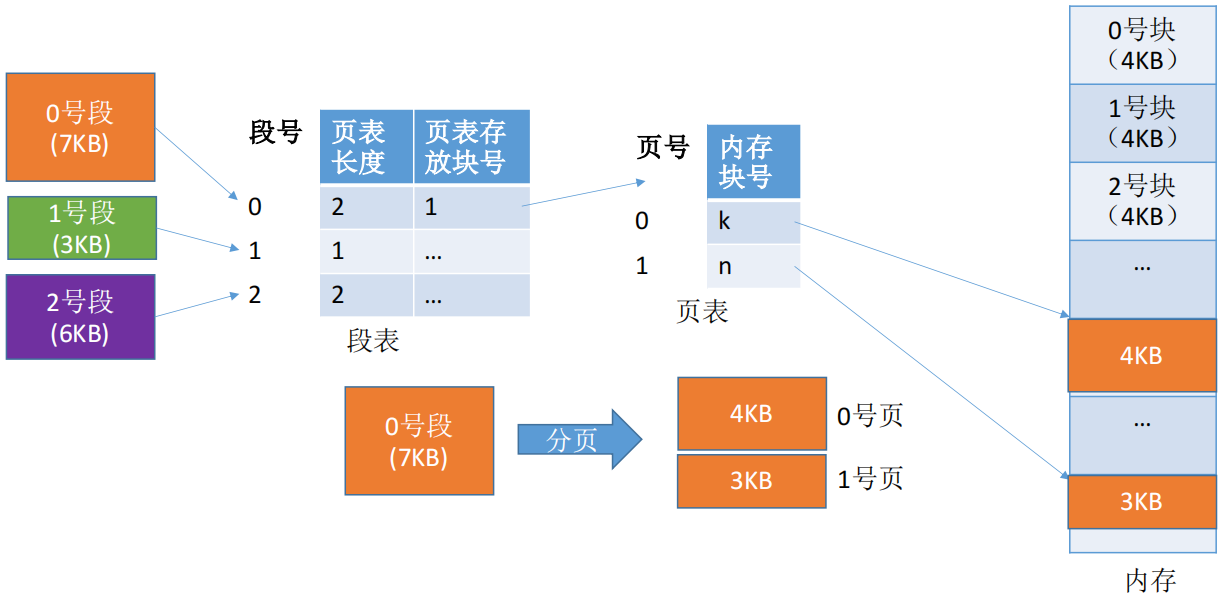 0号段
(7KB)
1号段
(3KB)
2号段
(6KB)
段号
页表
长度
页表存
放块号
0
2
1
1
1
...
2
2
...
段表
页号
内存
块号
0
k
1
n
页表
0号段
(7KB)
分页
4KB
0号页
3KB
1号页
0号块
（4KB）
1号块
（4KB）
2号块
（4KB）
...
4KB
...
3KB
内存